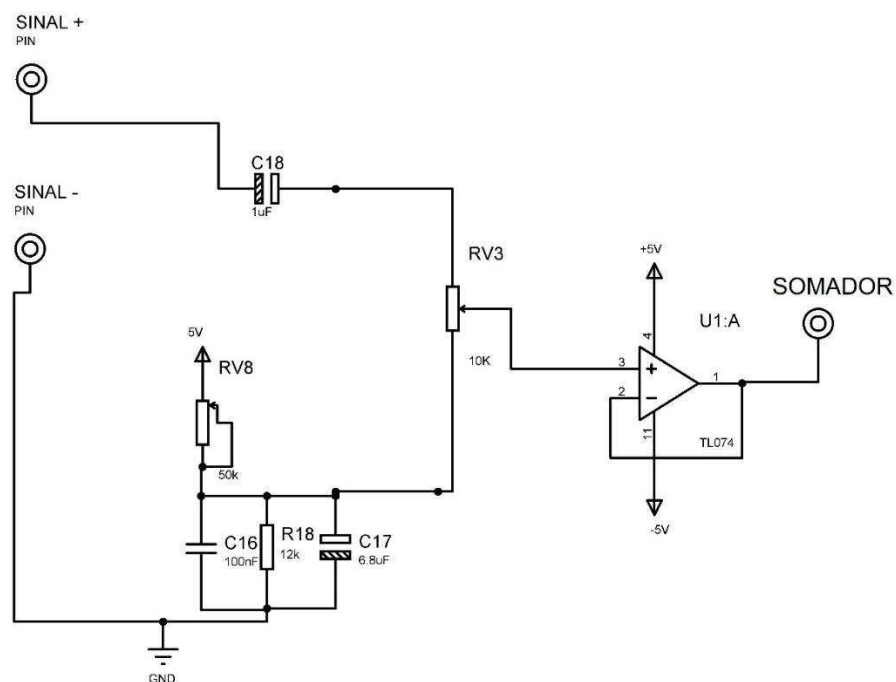 SINAL +
PIN
C18
1uF
SINAL -
PIN
RV3
10K
+5V
SOMADOR
U1:A
4
3
2
1
11
TL074
-5V
5V
RV8
50k
C16
100nF
R18
12k
C17
6.8uF
GND